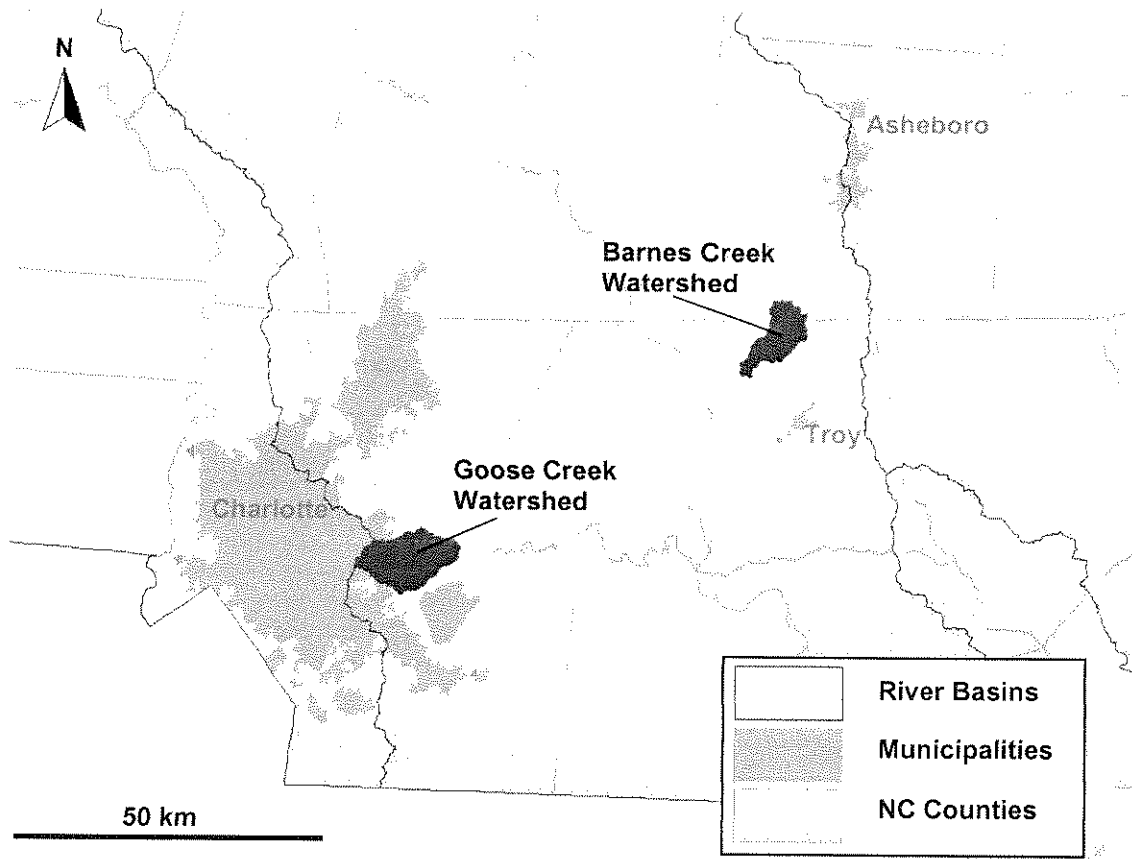 N
Asheboro
Barnes Creek
Watershed
Troy
Goose Creek
Watershed
Charlotte
River Basins
Municipalities
NC Counties
50 km